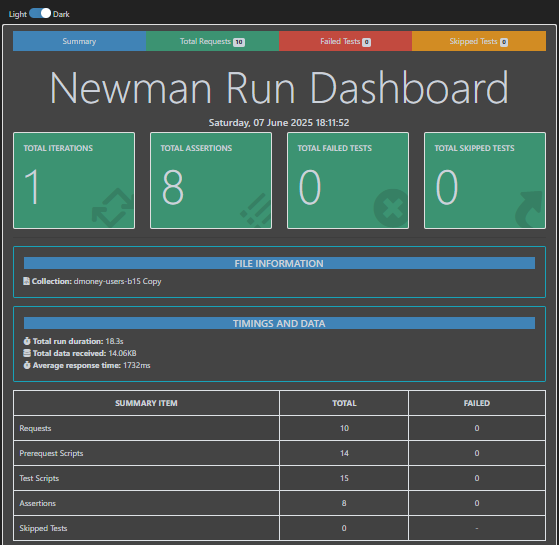 Light Dark
Summary Total Requests 10 Failed Tests 0 Skipped Tests 0
Newman Run Dashboard
Saturday, 07 June 2025 18:11:52
TOTAL ITERATIONS TOTAL ASSERTIONS TOTAL FAILED TESTS TOTAL SKIPPED TESTS
1 8 0 0
FILE INFORMATION
Collection: dmoney-users-b15 Copy
TIMINGS AND DATA
Total run duration: 18.3s
Total data received: 14.06KB
Average response time: 1732ms
SUMMARY ITEM TOTAL FAILED
Requests 10 0
Prerequest Scripts 14 0
Test Scripts 15 0
Assertions 8 0
Skipped Tests 0 -